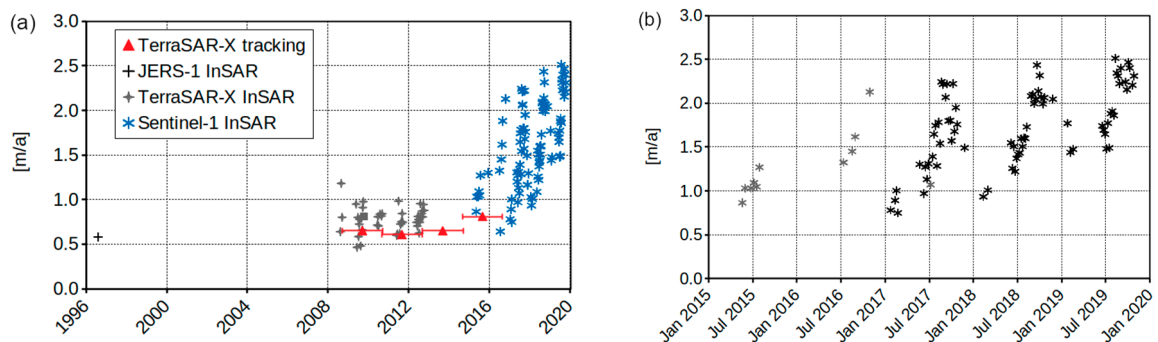 (a)
[m/a]
3.0
2.5
2.0
1.5
1.0
0.5
0.0
TerraSAR-X tracking
JERS-1 InSAR
TerraSAR-X InSAR
Sentinel-1 InSAR
1996
2000
2004
2008
2012
2016
2020
(b)
[m/a]
3.0
2.5
2.0
1.5
1.0
0.5
0.0
Jan 2015
Jul 2015
Jan 2016
Jul 2016
Jan 2017
Jul 2017
Jan 2018
Jul 2018
Jan 2019
Jul 2019
Jan 2020